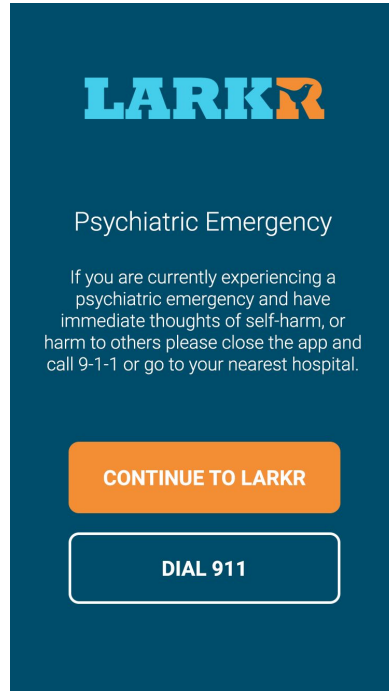 LARKR
Psychiatric Emergency
If you are currently experiencing a
psychiatric emergency and have
immediate thoughts of self-harm, or
harm to others please close the app and
call 9-1-1 or go to your nearest hospital.
CONTINUE TO LARKR
DIAL 911